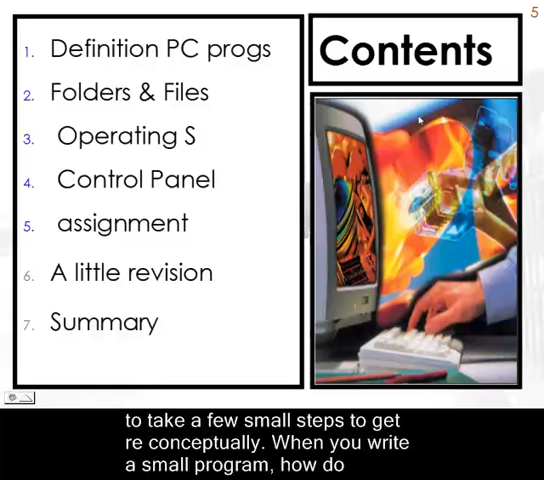 5
Contents
1. Definition PC progs
2. Folders & Files
3. Operating S
4. Control Panel
5. assignment
6. A little revision
7. Summary
to take a few small steps to get
re conceptually. When you write
a small program, how do